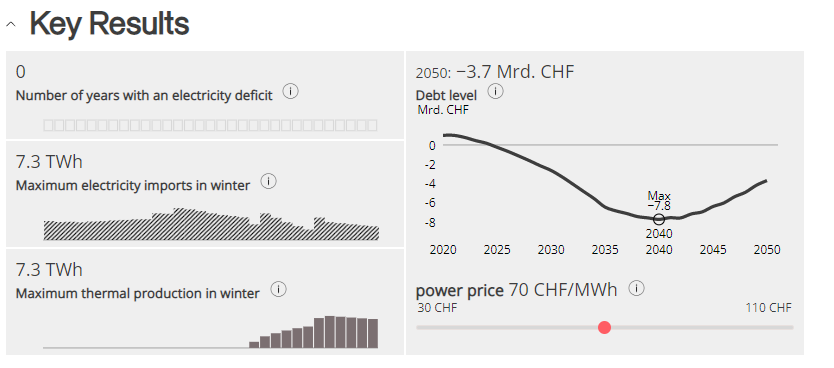 Key Results
0
Number of years with an electricity deficit i
7.3 TWh
Maximum electricity imports in winter i
7.3 TWh
Maximum thermal production in winter i
2050: −3.7 Mrd. CHF
Debt level i
Mrd. CHF
0
-2
-4
-6
-8
Max
−7.8
2040
2020 2025 2030 2035 2040 2045 2050
power price 70 CHF/MWh i
30 CHF 110 CHF